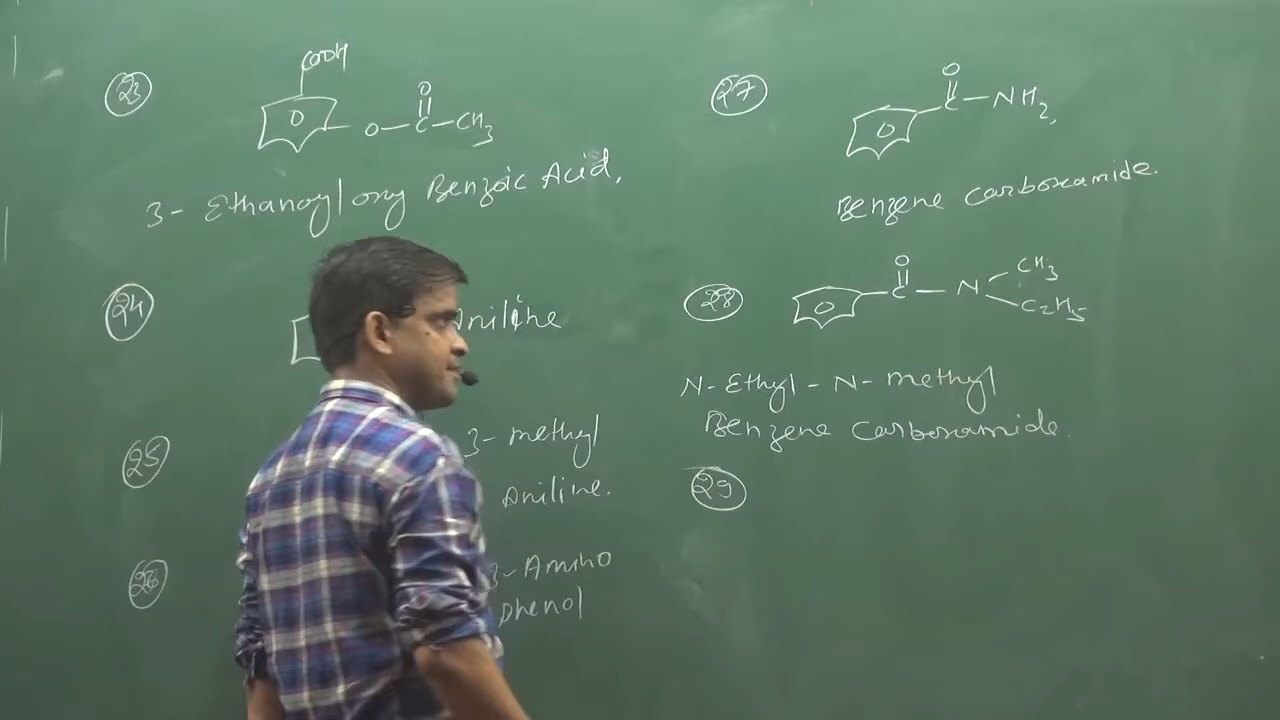 23
COOH
O
O-C-CH3
3- Ethanoyl oxy Benzoic Acid,
24
Aniline
25
3- methyl
Aniline.
26
3-Amino
phenol
27
O
C-NH2,
Benzene carboxamide.
28
O
C-N
CH3
C2H5
N-Ethyl-N-methyl
Benzene Carboxamide.
29